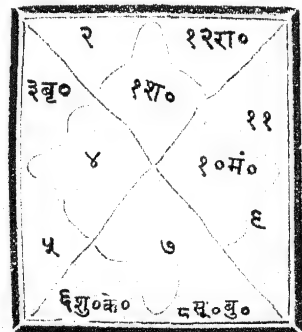 २ १२रा०
३बृ० १श० ११
४ १०मं०
९
५ ७
६शु०के० ८सू०बु०